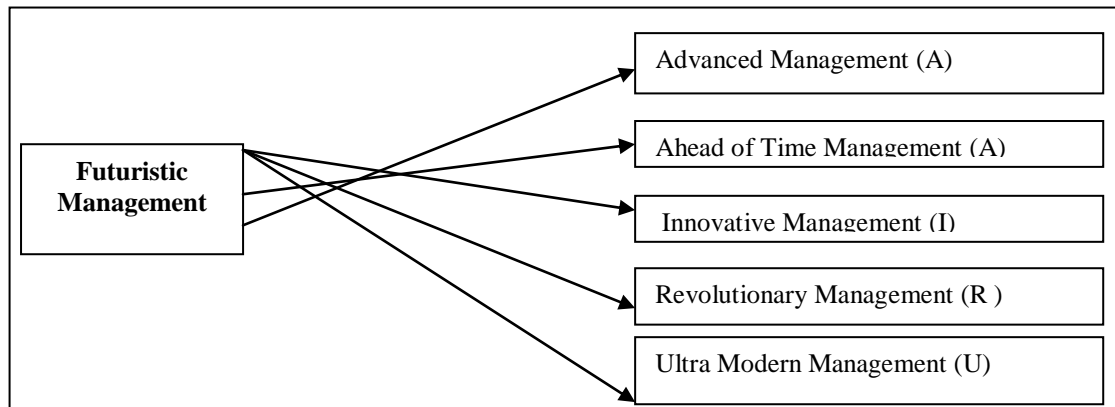 Advanced Management (A)
Ahead of Time Management (A)
Futuristic
Management
Innovative Management (I)
Revolutionary Management (R )
Ultra Modern Management (U)